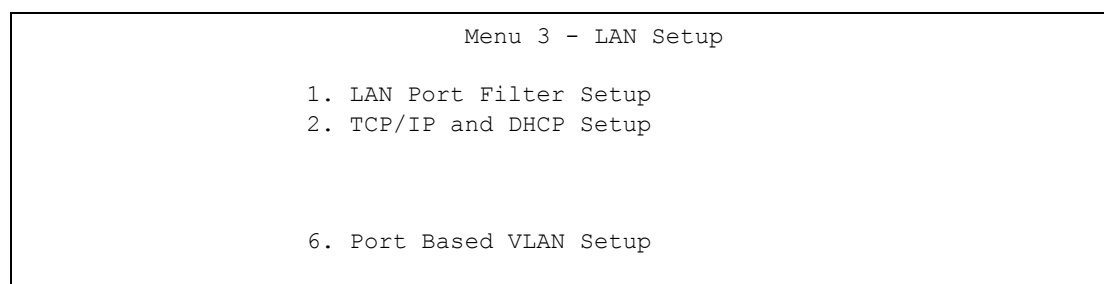 Menu 3 - LAN Setup
1. LAN Port Filter Setup
2. TCP/IP and DHCP Setup
6. Port Based VLAN Setup